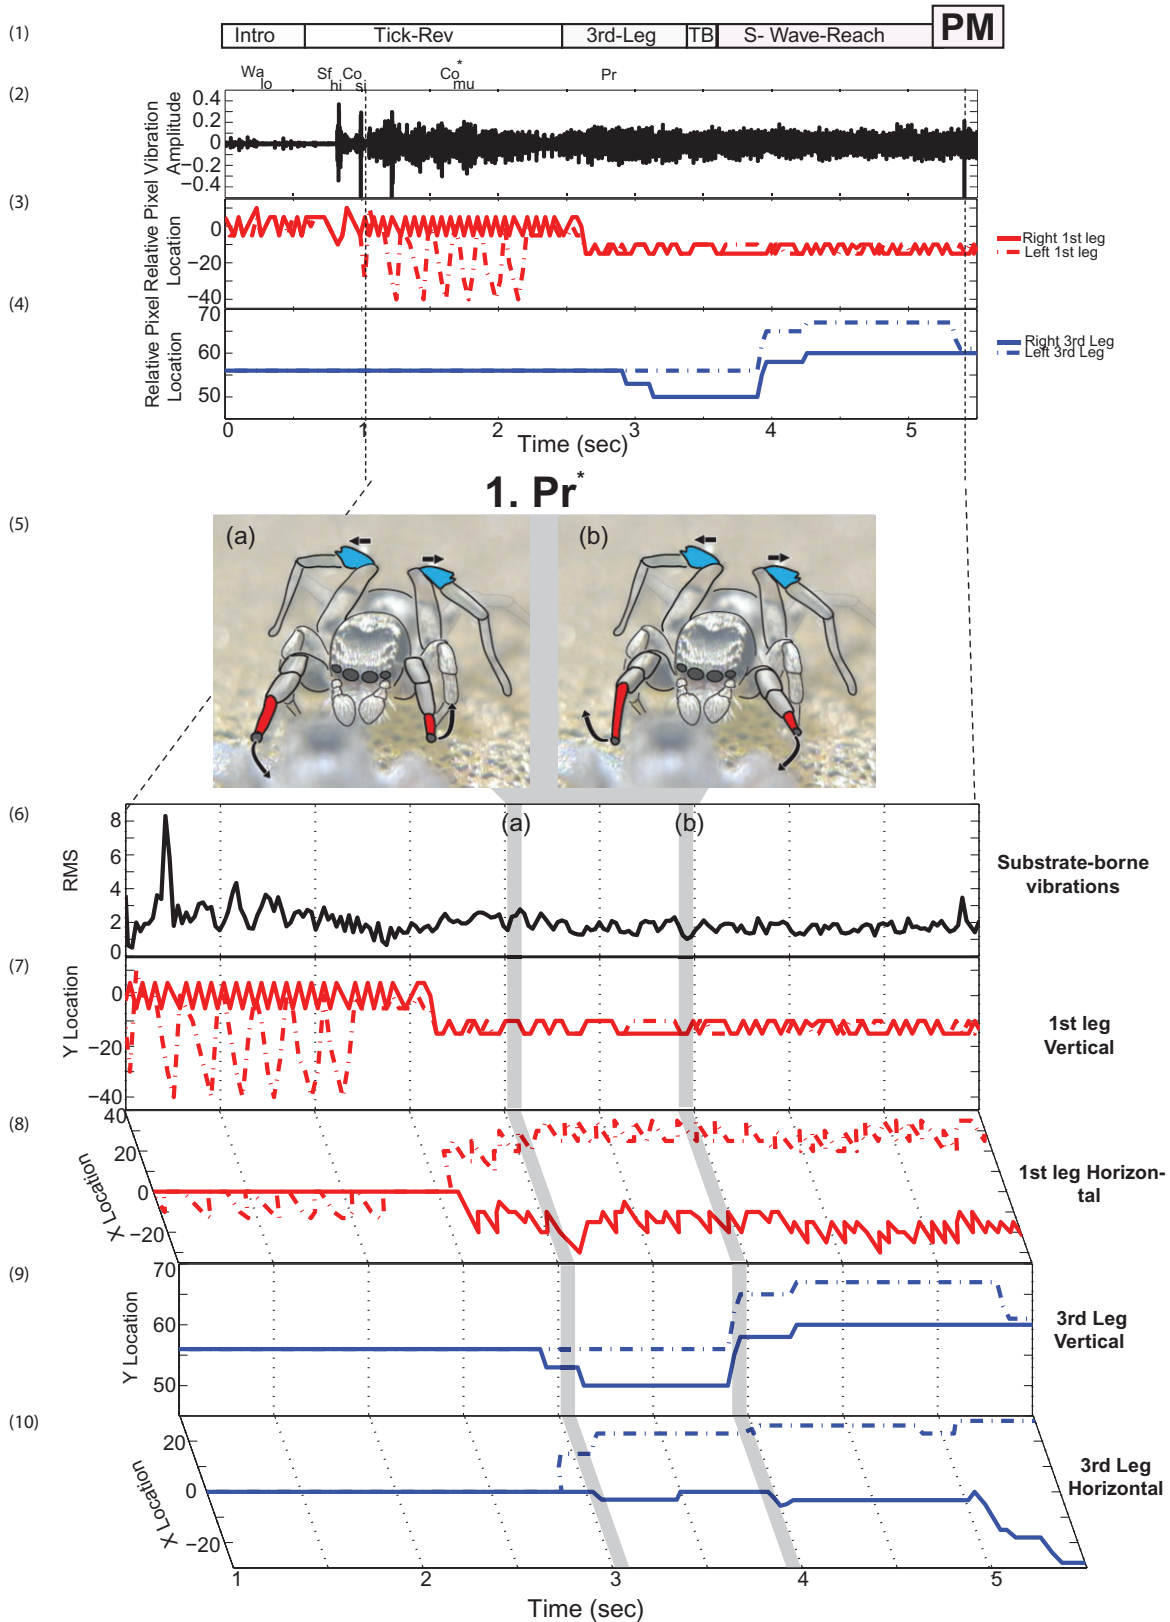 (1)
Intro
Tick-Rev
3rd-Leg
TB
S- Wave-Reach
PM
Wa lo
Sf hi
Co si
Co* mu
Pr
(2)
Vibration Amplitude
0.4
0.2
0
−0.2
−0.4
(3)
Relative Pixel Location
0
−20
−40
Right 1st leg
Left 1st leg
(4)
Relative Pixel Location
70
60
50
Right 3rd Leg
Left 3rd Leg
0
1
2
3
4
5
Time (sec)
1. Pr*
(5)
(a)
(b)
(6)
RMS
8
6
4
2
0
(a)
(b)
Substrate-borne
vibrations
(7)
Y Location
0
−20
−40
1st leg
Vertical
(8)
X Location
40
20
0
−20
1st leg Horizon-
tal
(9)
Y Location
70
60
50
3rd Leg
Vertical
(10)
X Location
20
0
−20
3rd Leg
Horizontal
1
2
3
4
5
Time (sec)